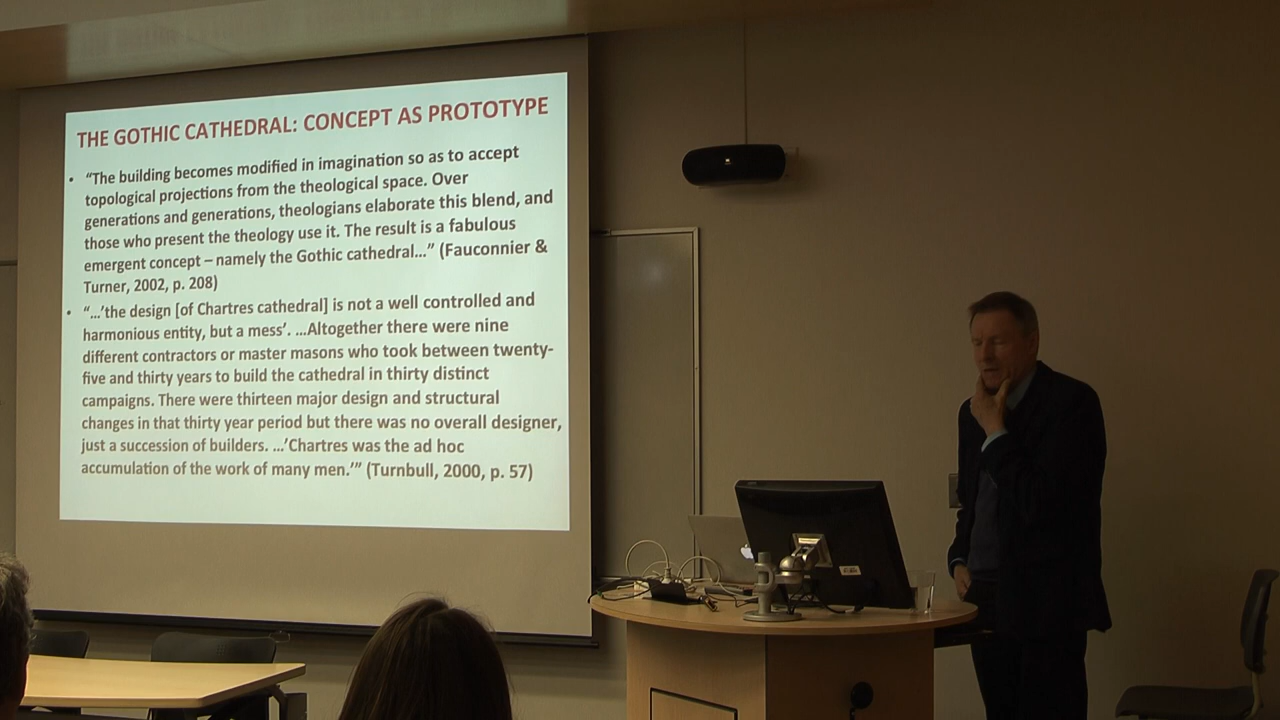 THE GOTHIC CATHEDRAL: CONCEPT AS PROTOTYPE
• “The building becomes modified in imagination so as to accept
topological projections from the theological space. Over
generations and generations, theologians elaborate this blend, and
those who present the theology use it. The result is a fabulous
emergent concept – namely the Gothic cathedral…” (Fauconnier &
Turner, 2002, p. 208)
• “…’the design [of Chartres cathedral] is not a well controlled and
harmonious entity, but a mess’. …Altogether there were nine
different contractors or master masons who took between twenty-
five and thirty years to build the cathedral in thirty distinct
campaigns. There were thirteen major design and structural
changes in that thirty year period but there was no overall designer,
just a succession of builders. …’Chartres was the ad hoc
accumulation of the work of many men.’” (Turnbull, 2000, p. 57)